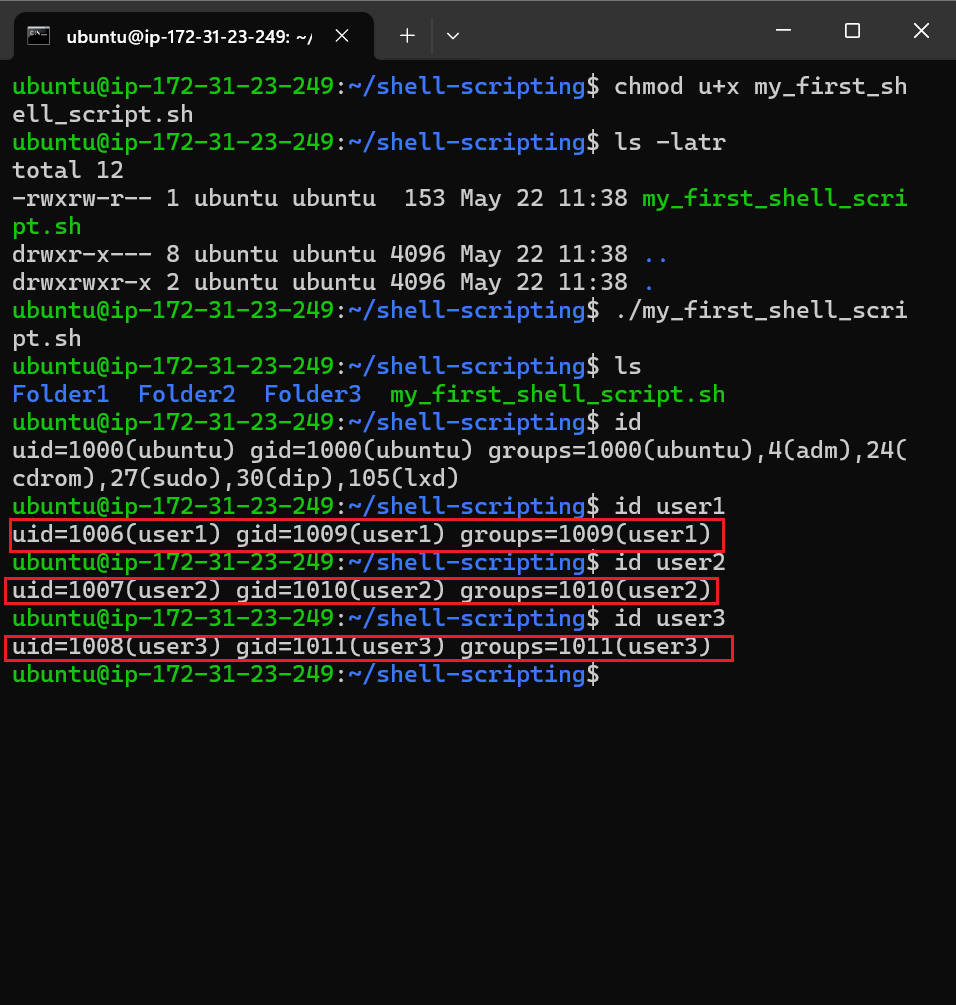 ubuntu@ip-172-31-23-249: ~/
ubuntu@ip-172-31-23-249:~/shell-scripting$ chmod u+x my_first_sh
ell_script.sh
ubuntu@ip-172-31-23-249:~/shell-scripting$ ls -latr
total 12
-rwxrw-r-- 1 ubuntu ubuntu  153 May 22 11:38 my_first_shell_scri
pt.sh
drwxr-x--- 8 ubuntu ubuntu 4096 May 22 11:38 ..
drwxrwxr-x 2 ubuntu ubuntu 4096 May 22 11:38 .
ubuntu@ip-172-31-23-249:~/shell-scripting$ ./my_first_shell_scri
pt.sh
ubuntu@ip-172-31-23-249:~/shell-scripting$ ls
Folder1  Folder2  Folder3  my_first_shell_script.sh
ubuntu@ip-172-31-23-249:~/shell-scripting$ id
uid=1000(ubuntu) gid=1000(ubuntu) groups=1000(ubuntu),4(adm),24(
cdrom),27(sudo),30(dip),105(lxd)
ubuntu@ip-172-31-23-249:~/shell-scripting$ id user1
uid=1006(user1) gid=1009(user1) groups=1009(user1)
ubuntu@ip-172-31-23-249:~/shell-scripting$ id user2
uid=1007(user2) gid=1010(user2) groups=1010(user2)
ubuntu@ip-172-31-23-249:~/shell-scripting$ id user3
uid=1008(user3) gid=1011(user3) groups=1011(user3)
ubuntu@ip-172-31-23-249:~/shell-scripting$